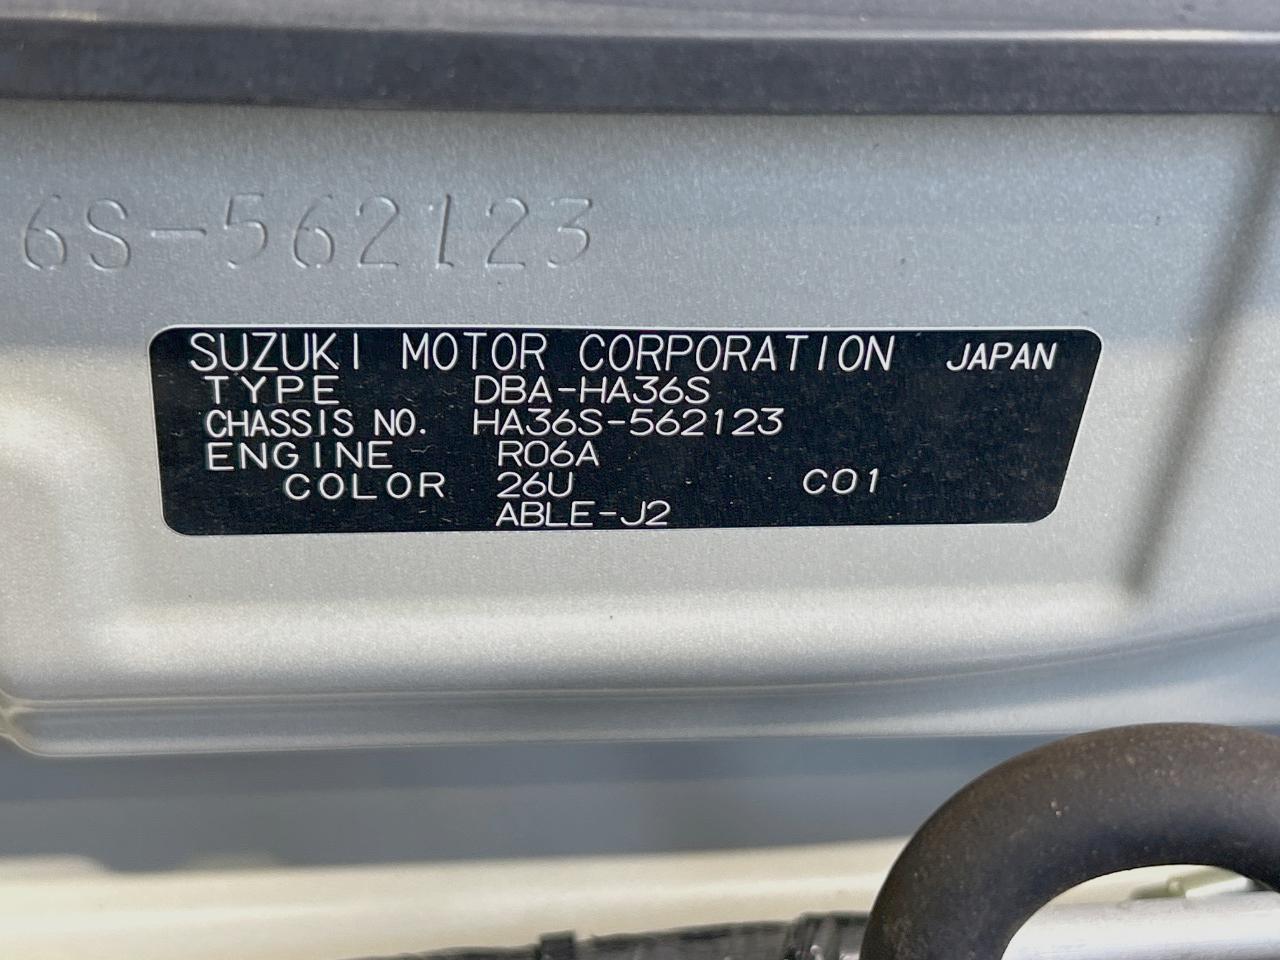 6S-562123
SUZUKI MOTOR CORPORATION JAPAN
TYPE DBA-HA36S
CHASSIS NO. HA36S-562123
ENGINE R06A
COLOR 26U C01
ABLE-J2